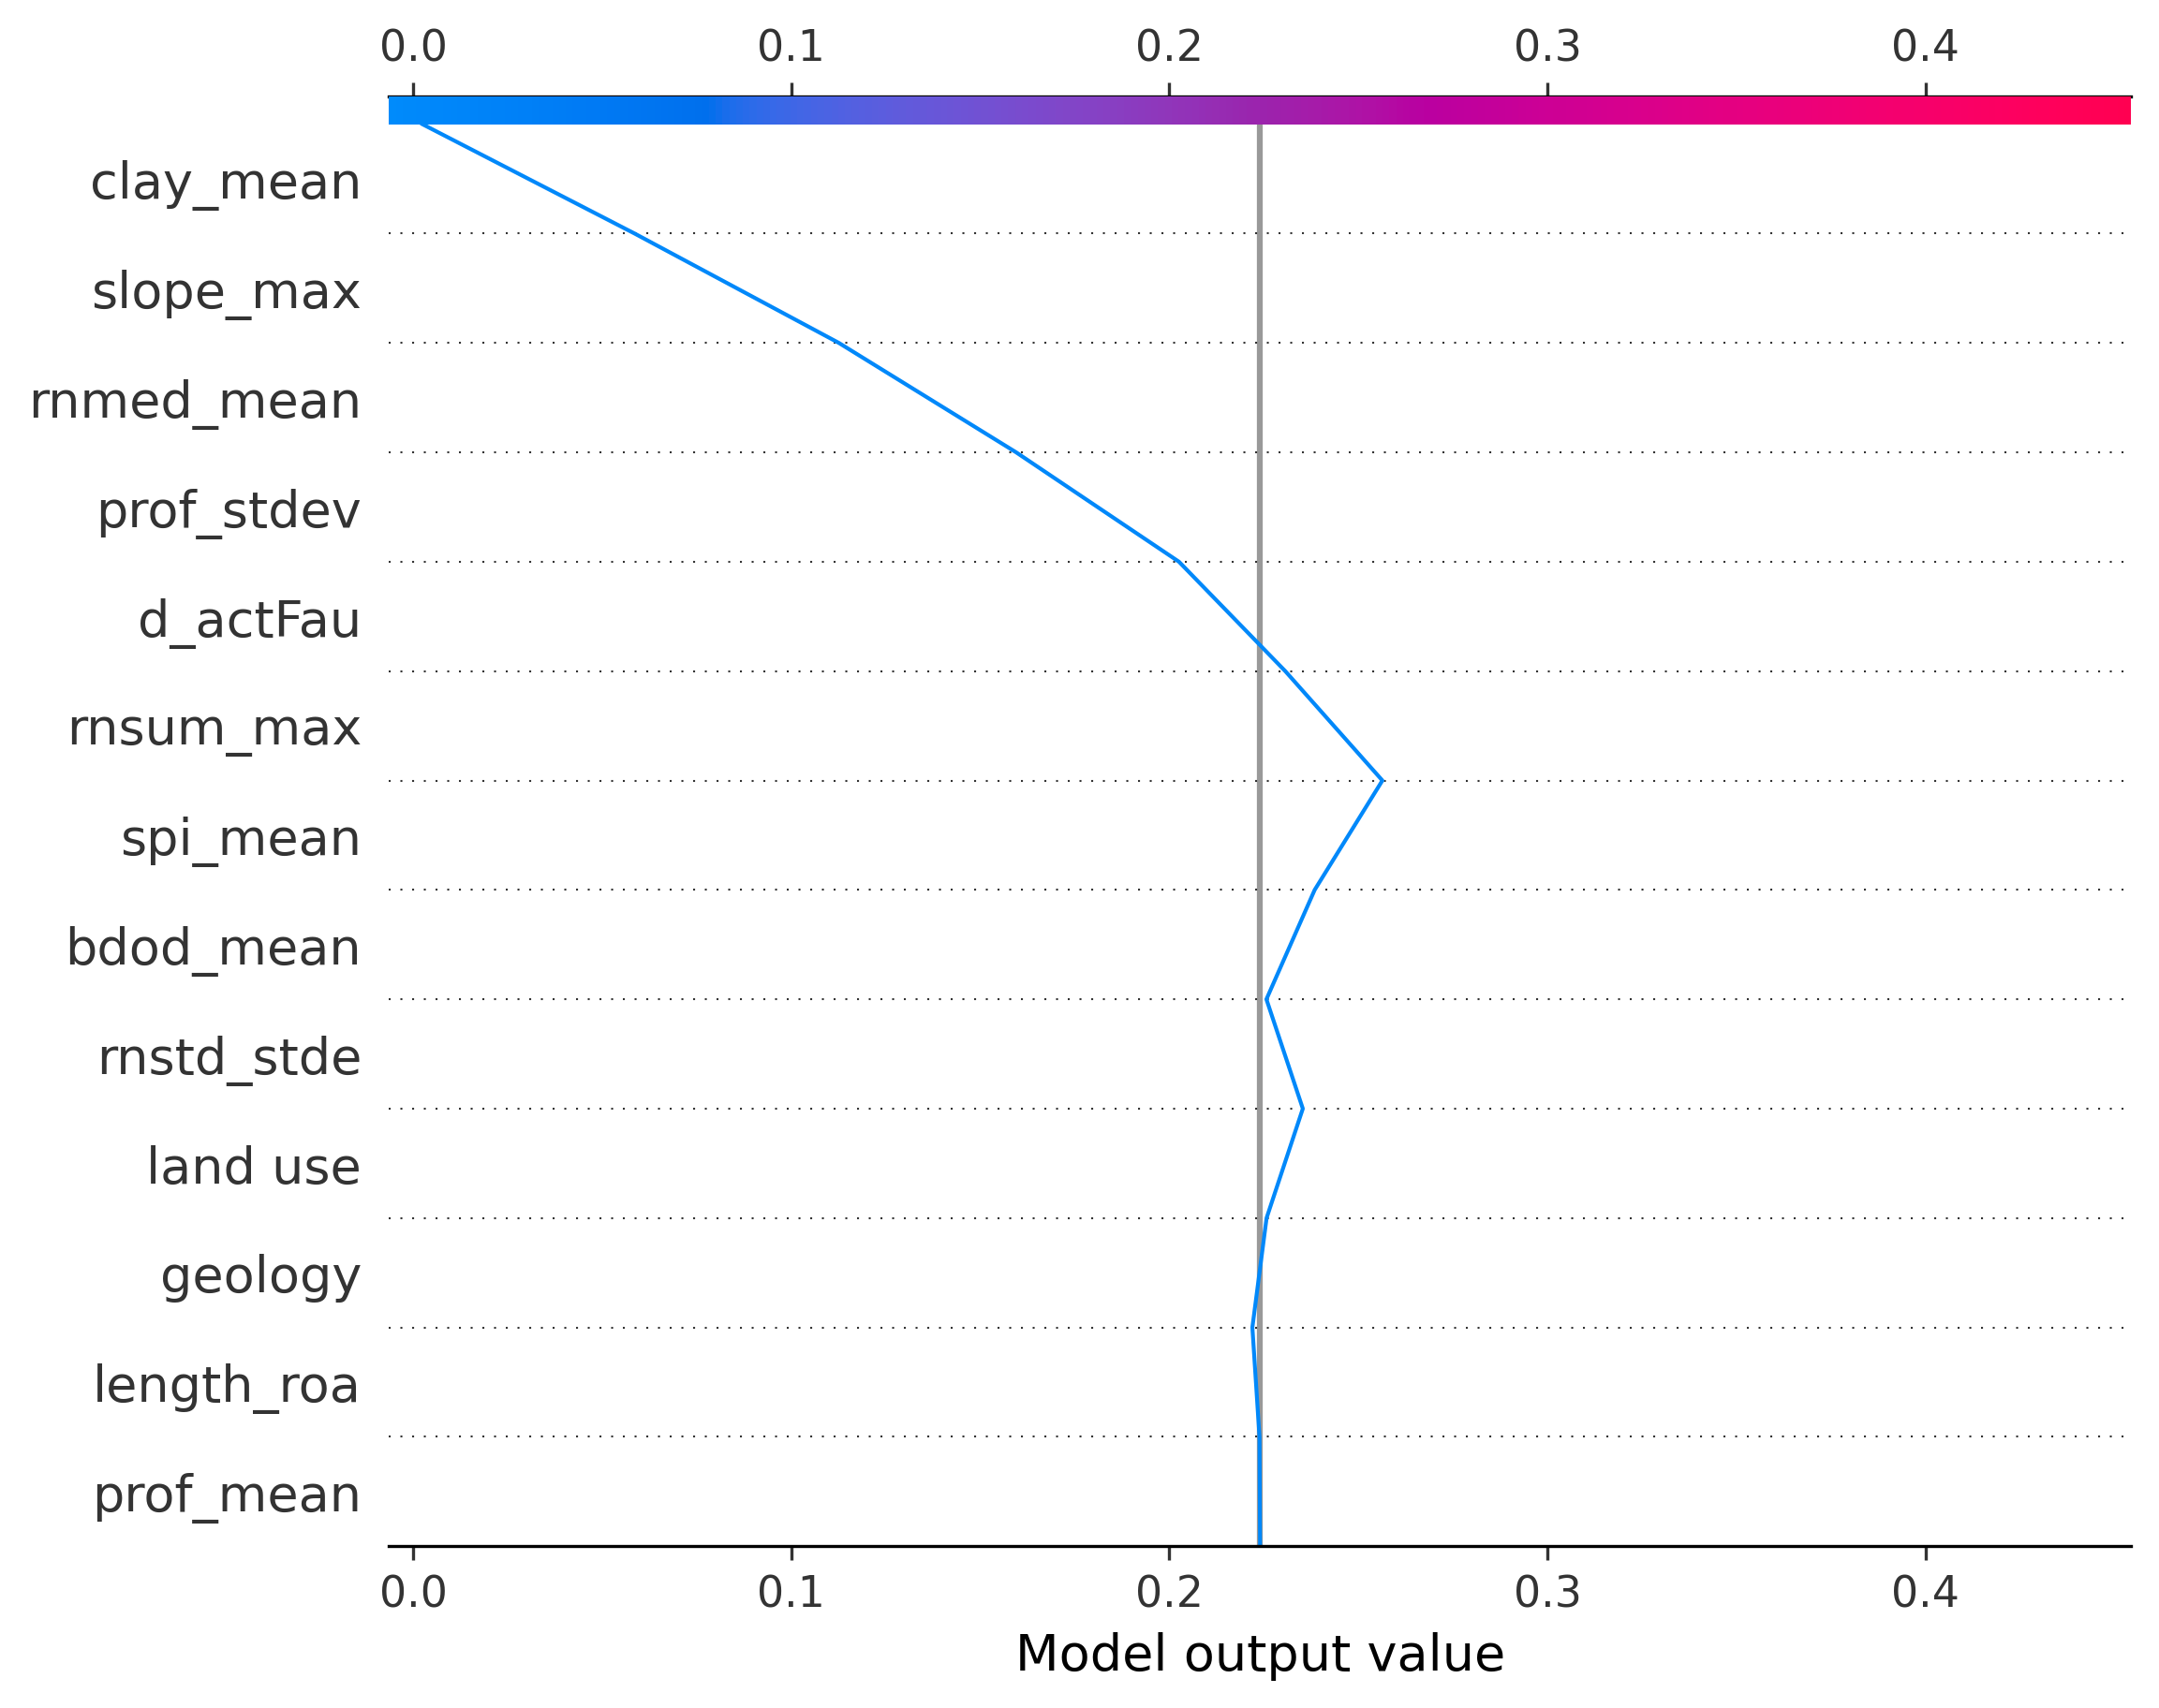 0.0 0.1 0.2 0.3 0.4
clay_mean
slope_max
rnmed_mean
prof_stdev
d_actFau
rnsum_max
spi_mean
bdod_mean
rnstd_stde
land use
geology
length_roa
prof_mean
0.0 0.1 0.2 0.3 0.4
Model output value